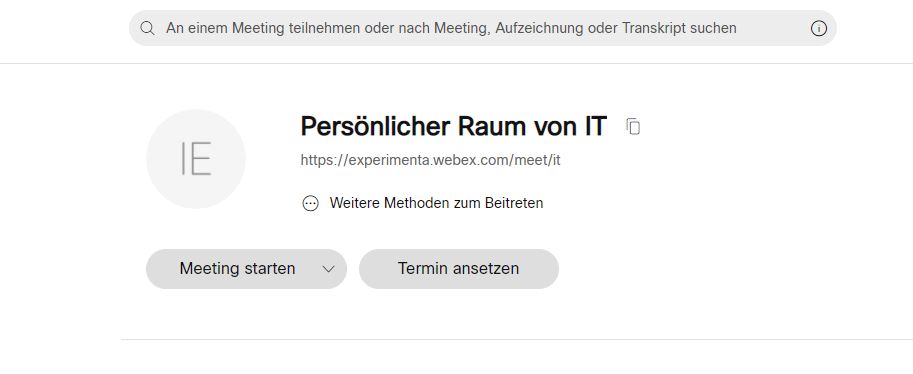 An einem Meeting teilnehmen oder nach Meeting, Aufzeichnung oder Transkript suchen
Persönlicher Raum von IT
IE
https://experimenta.webex.com/meet/it
Weitere Methoden zum Beitreten
Meeting starten
Termin ansetzen